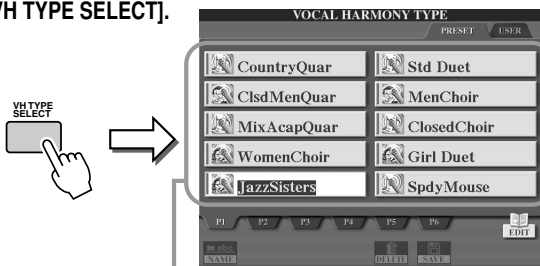 VH TYPE SELECT].
VOCAL HARMONY TYPE
PRESET USER
CountryQuar Std Duet
ClsdMenQuar MenChoir
VH TYPE
SELECT
MixAcapQuar ClosedChoir
WomenChoir Girl Duet
JazzSisters SpdyMouse
P1 P2 P3 P4 P5 P6
EDIT
abc
NAME DELETE SAVE